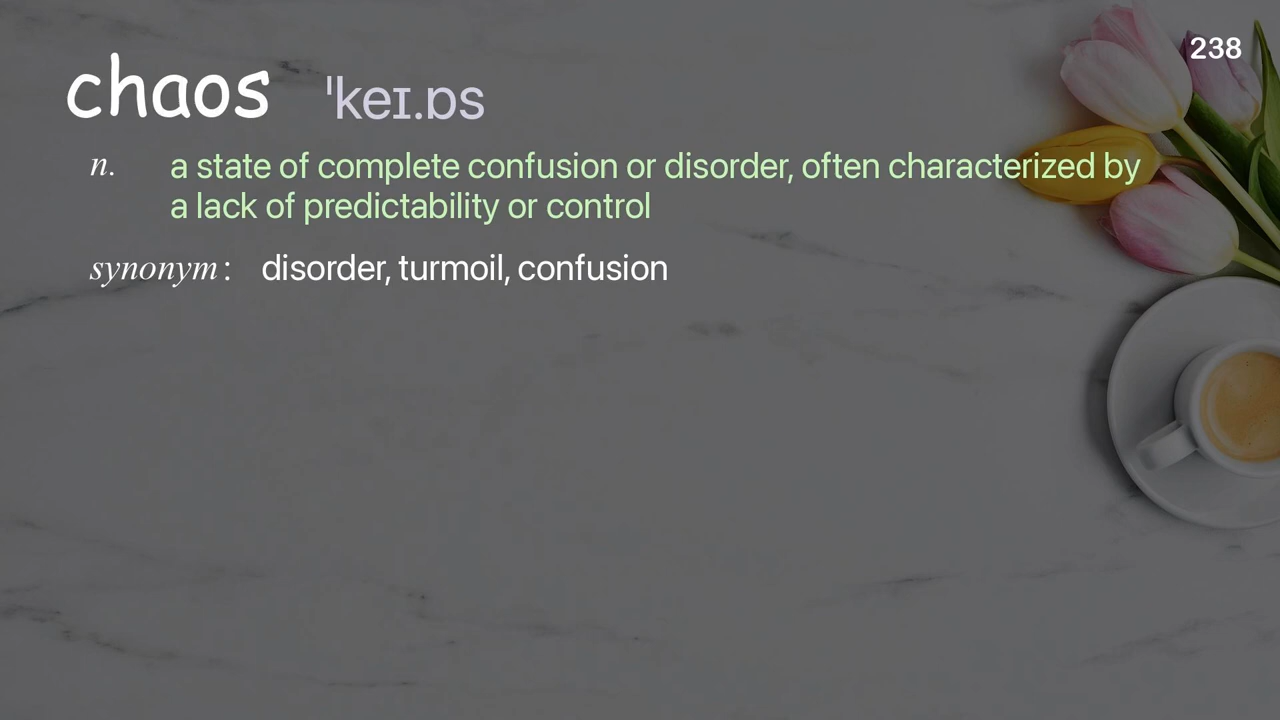 238
chaos ˈkeɪ.ɒs
n. a state of complete confusion or disorder, often characterized by
a lack of predictability or control
synonym: disorder, turmoil, confusion